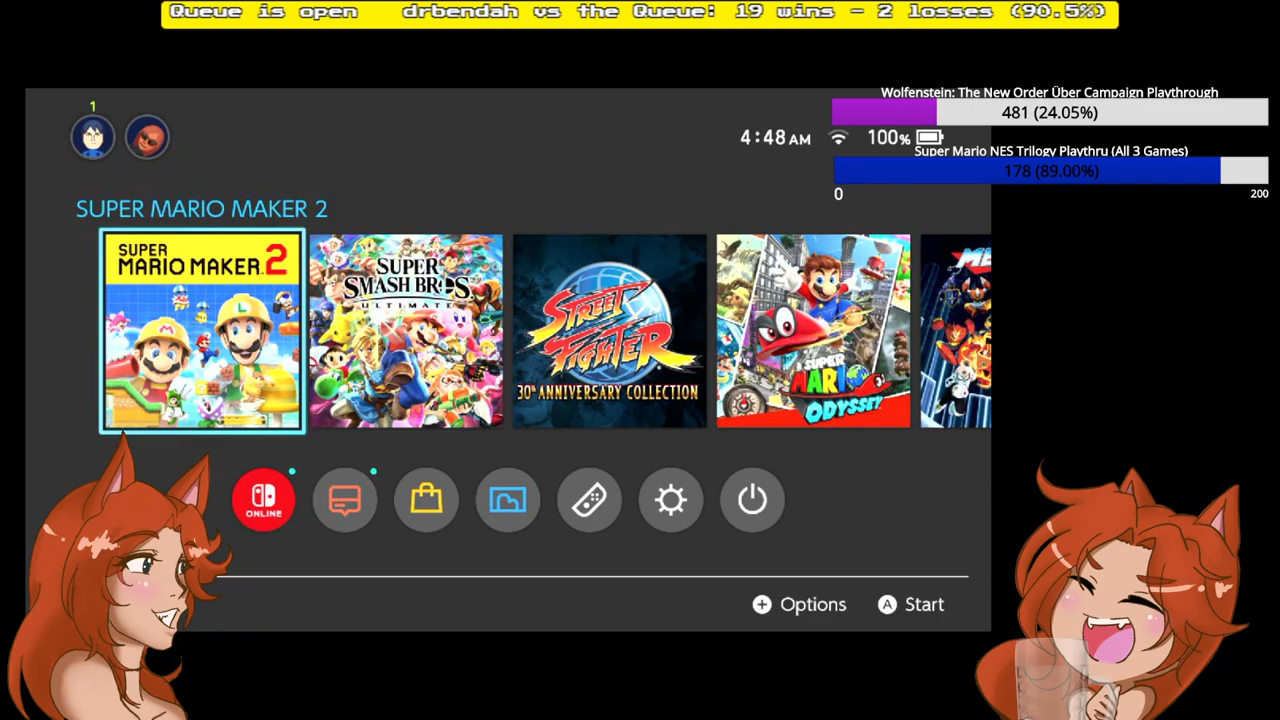 Queue is open drbendah vs the Queue: 19 wins - 2 losses (90.5%)
1
4:48 AM 100%
Wolfenstein: The New Order Über Campaign Playthrough
481 (24.05%)
Super Mario NES Trilogy Playthru (All 3 Games)
178 (89.00%)
0 200
SUPER MARIO MAKER 2
SUPER
MARIO MAKER 2
SUPER
SMASH BROS.
ULTIMATE
STREET
FIGHTER
30th ANNIVERSARY COLLECTION
SUPER
MARIO
ODYSSEY
ONLINE
Options Start